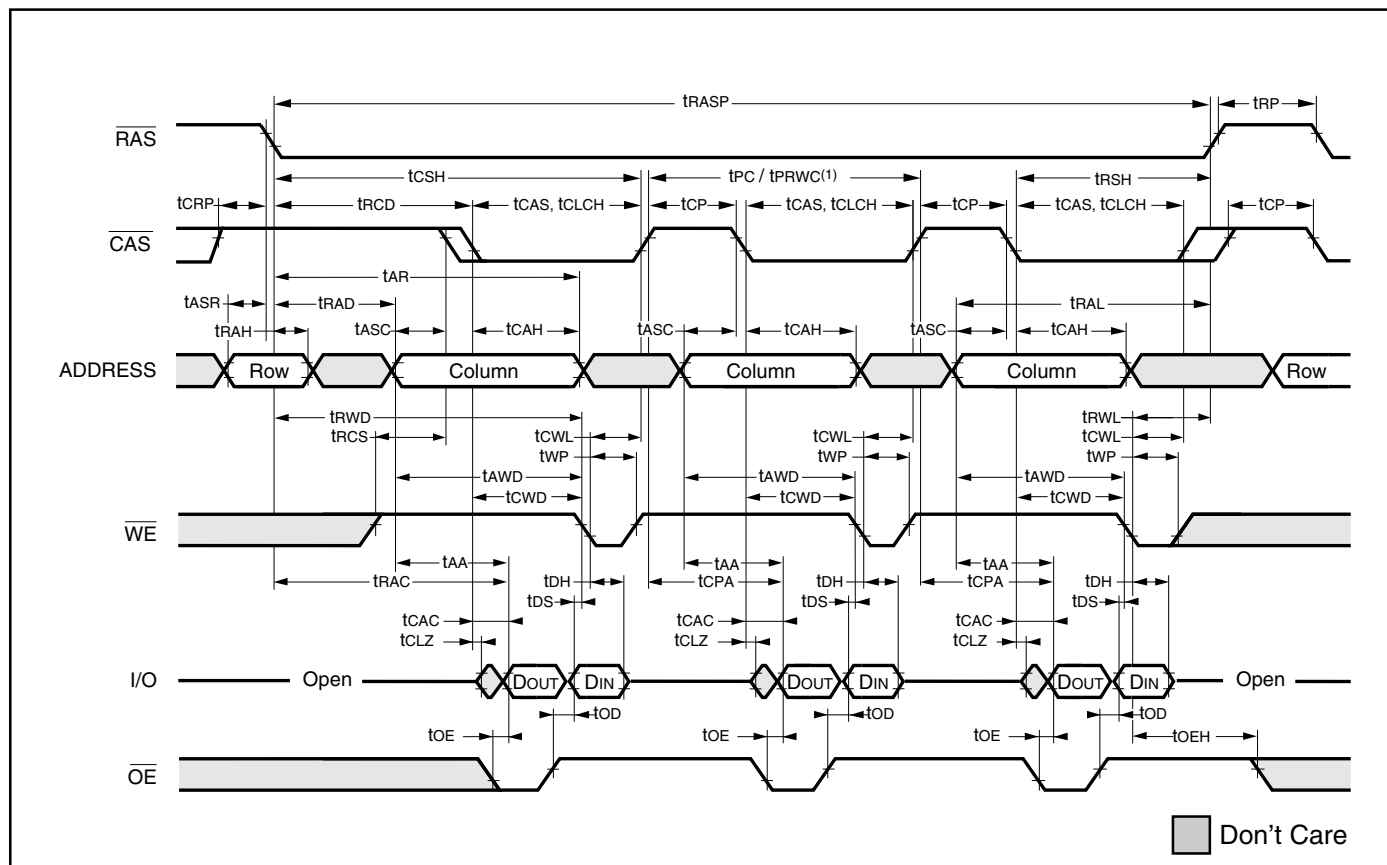 tRASP
tRP
RAS
tCSH
tPC / tPRWC(1)
tRSH
tCRP
tRCD
tCAS, tCLCH
tCP
tCAS, tCLCH
tCP
tCAS, tCLCH
tCP
CAS
tAR
tASR
tRAD
tRAL
tRAH
tASC
tCAH
tASC
tCAH
tASC
tCAH
ADDRESS
Row
Column
Column
Column
Row
tRWD
tRWL
tRCS
tCWL
tCWL
tCWL
tWP
tWP
tWP
tAWD
tAWD
tAWD
tCWD
tCWD
tCWD
WE
tAA
tAA
tAA
tRAC
tDH
tCPA
tDH
tCPA
tDH
tDS
tDS
tDS
tCAC
tCAC
tCAC
tCLZ
tCLZ
tCLZ
I/O
Open
DOUT
DIN
DOUT
DIN
DOUT
DIN
Open
tOD
tOD
tOD
tOE
tOE
tOE
tOEH
OE
Don't Care